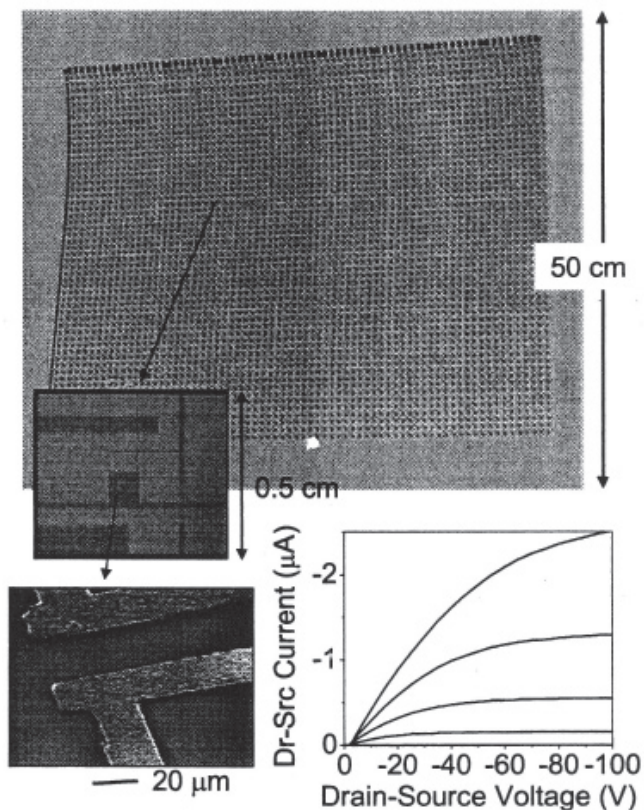 50 cm
0.5 cm
20 μm
Dr-Src Current (μA)
-2
-1
0
0 -20 -40 -60 -80 -100
Drain-Source Voltage (V)